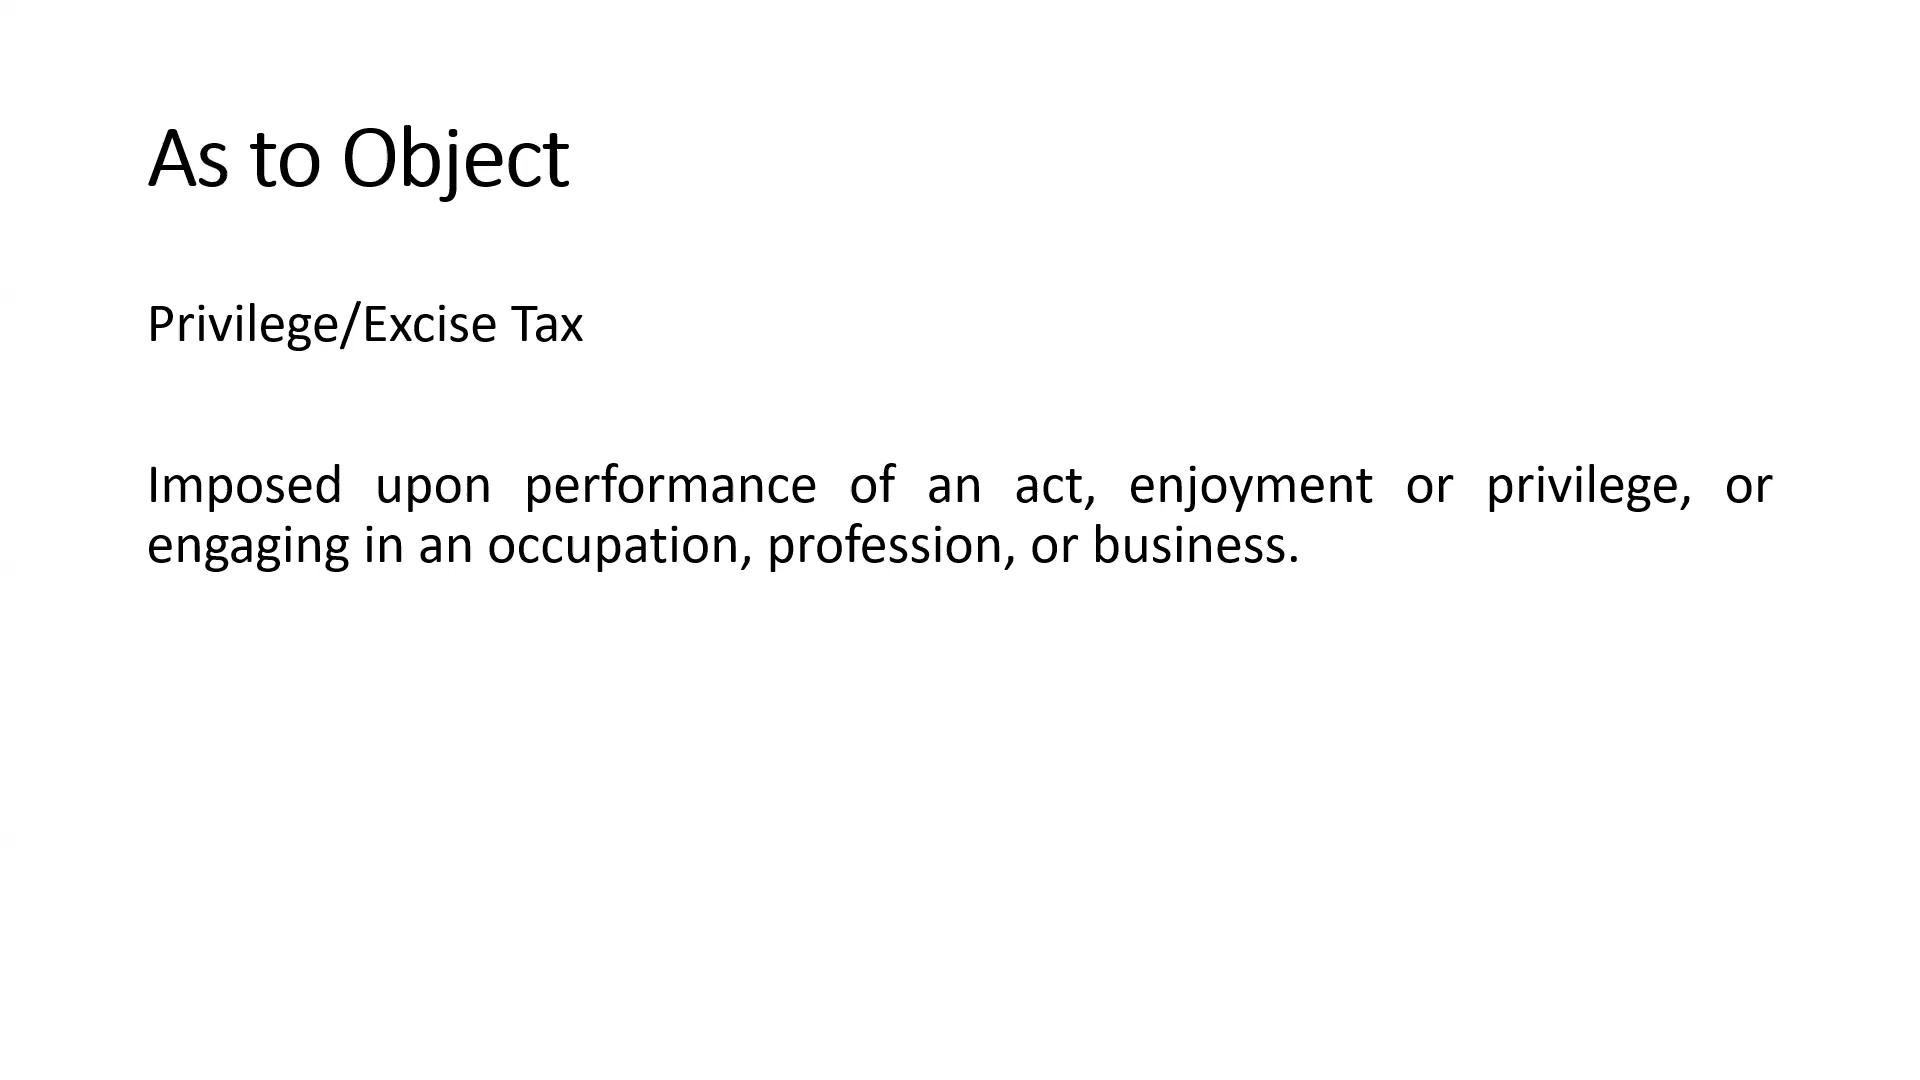 As to Object
Privilege/Excise Tax
Imposed upon performance of an act, enjoyment or privilege, or
engaging in an occupation, profession, or business.